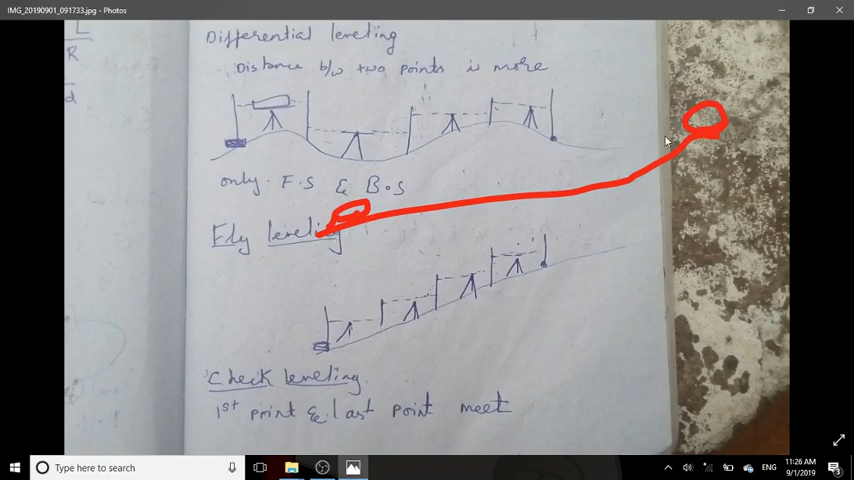 IMG_20190901_091733.jpg - Photos
L
R
d
Differential leveling
Distance b/w two points is more
only F.S & B.S
Fly leveling
Check leveling
1st point & last point meet
Type here to search
ENG
11:26 AM
9/1/2019
3